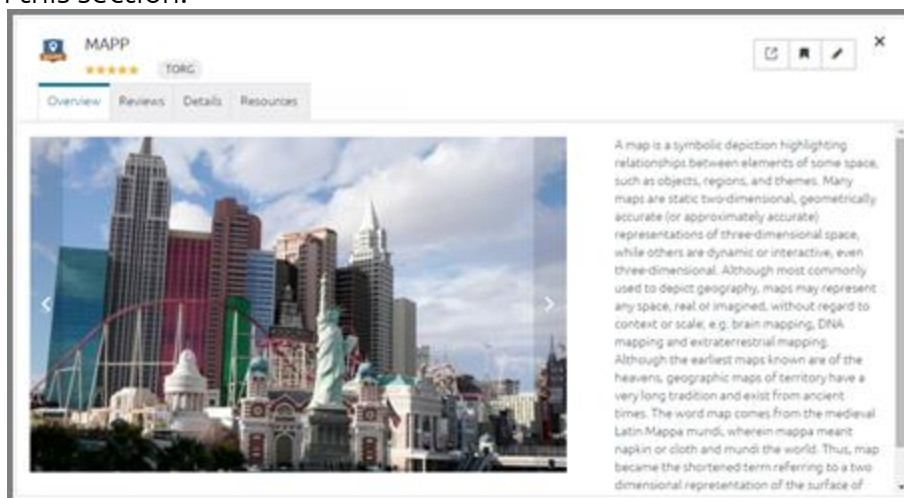 this section.
MAPP
TORG
Overview Reviews Details Resources
A map is a symbolic depiction highlighting
relationships between elements of some space,
such as objects, regions, and themes. Many
maps are static two-dimensional, geometrically
accurate (or approximately accurate)
representations of three-dimensional space,
while others are dynamic or interactive, even
three-dimensional. Although most commonly
used to depict geography, maps may represent
any space, real or imagined, without regard to
context or scale; e.g. brain mapping, DNA
mapping and extraterrestrial mapping.
Although the earliest maps known are of the
heavens, geographic maps of territory have a
very long tradition and exist from ancient
times. The word map comes from the medieval
Latin Mappa mundi, wherein mappa meant
napkin or cloth and mundi the world. Thus, map
became the shortened term referring to a two
dimensional representation of the surface of